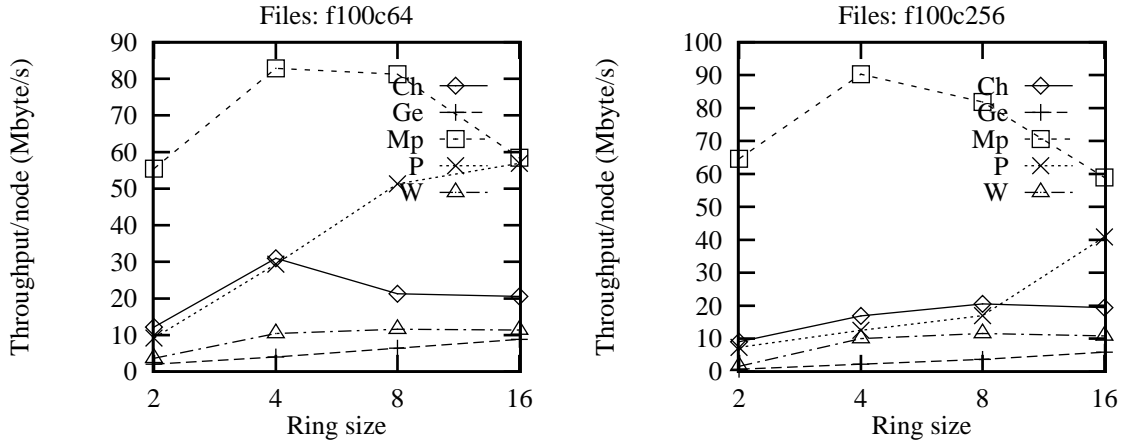 Files: f100c64
Throughput/node (Mbyte/s)
90
80
70
60
50
40
30
20
10
0
Ch
Ge
Mp
P
W
2 4 8 16
Ring size
Files: f100c256
Throughput/node (Mbyte/s)
100
90
80
70
60
50
40
30
20
10
0
Ch
Ge
Mp
P
W
2 4 8 16
Ring size